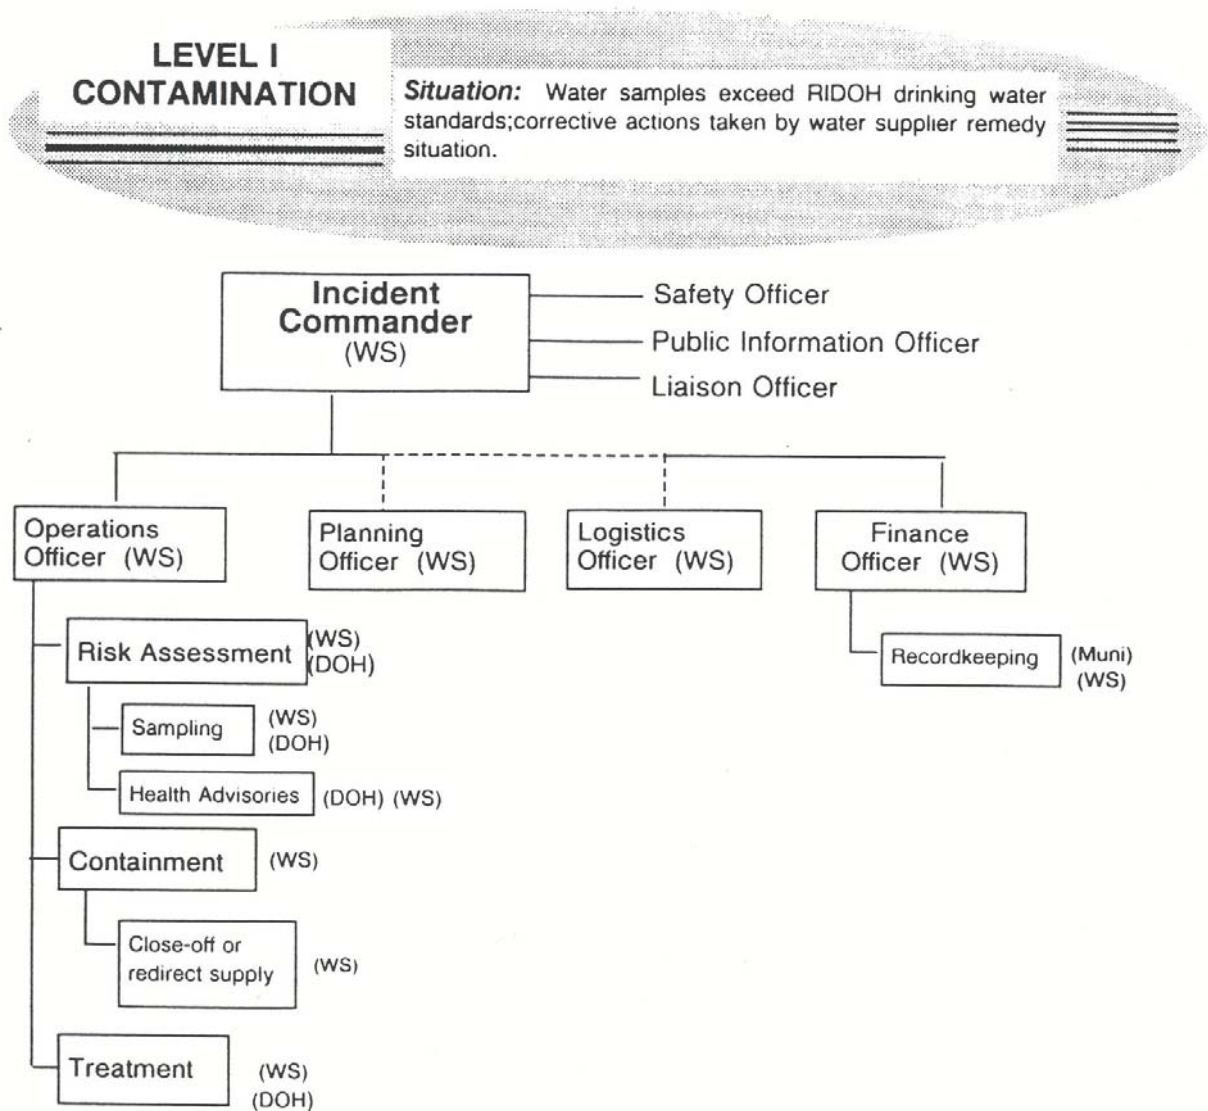 LEVEL I
CONTAMINATION
Situation: Water samples exceed RIDOH drinking water
standards;corrective actions taken by water supplier remedy
situation.
Incident
Commander
(WS)
Safety Officer
Public Information Officer
Liaison Officer
Operations
Officer (WS)
Planning
Officer (WS)
Logistics
Officer (WS)
Finance
Officer (WS)
Risk Assessment
(WS)
(DOH)
Sampling
(WS)
(DOH)
Health Advisories (DOH) (WS)
Containment (WS)
Close-off or
redirect supply
(WS)
Treatment
(WS)
(DOH)
Recordkeeping
(Muni)
(WS)